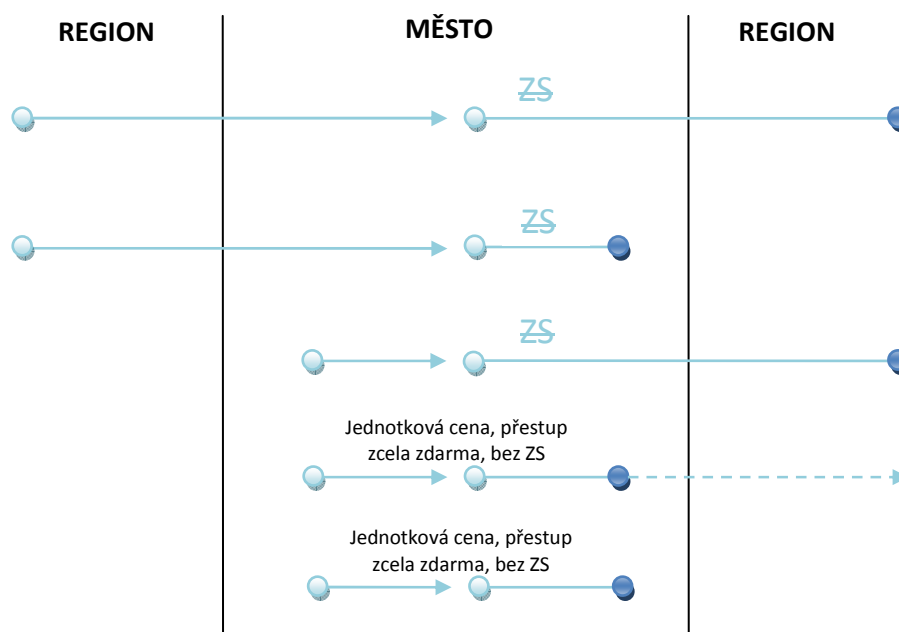 REGION
MĚSTO
REGION
ZS
ZS
ZS
Jednotková cena, přestup
zcela zdarma, bez ZS
Jednotková cena, přestup
zcela zdarma, bez ZS